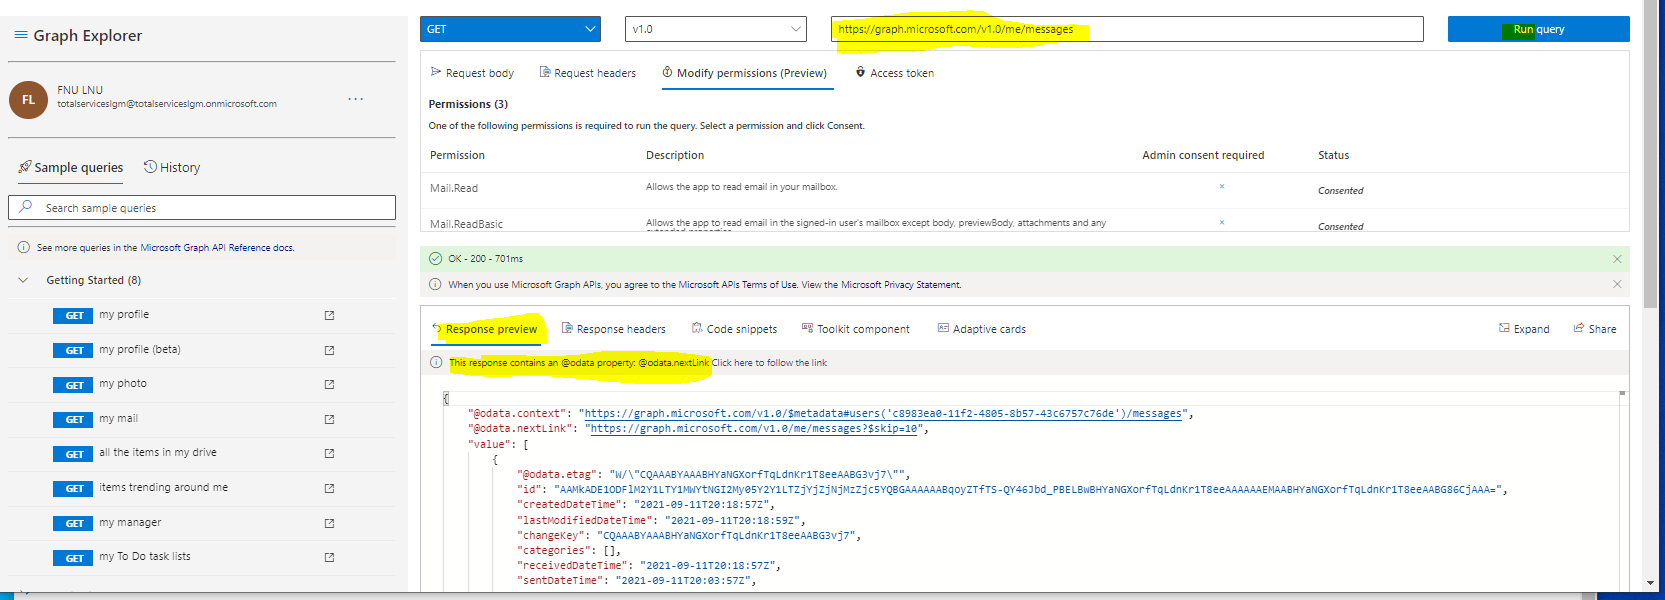 Graph Explorer
FL
FNU LNU
totalserviceslgm@totalserviceslgm.onmicrosoft.com
...
Sample queries
History
Search sample queries
See more queries in the Microsoft Graph API Reference docs.
Getting Started (8)
GET my profile
GET my profile (beta)
GET my photo
GET my mail
GET all the items in my drive
GET items trending around me
GET my manager
GET my To Do task lists
GET
v1.0
https://graph.microsoft.com/v1.0/me/messages
Run query
Request body
Request headers
Modify permissions (Preview)
Access token
Permissions (3)
One of the following permissions is required to run the query. Select a permission and click Consent.
Permission Description Admin consent required Status
Mail.Read Allows the app to read email in your mailbox. × Consented
Mail.ReadBasic Allows the app to read email in the signed-in user's mailbox except body, previewBody, attachments and any × Consented
extended properties
OK - 200 - 701ms
When you use Microsoft Graph APIs, you agree to the Microsoft APIs Terms of Use. View the Microsoft Privacy Statement.
Response preview
Response headers
Code snippets
Toolkit component
Adaptive cards
Expand
Share
This response contains an @odata property: @odata.nextLink Click here to follow the link
{
"@odata.context": "https://graph.microsoft.com/v1.0/$metadata#users('c8983ea0-11f2-4805-8b57-43c6757c76de')/messages",
"@odata.nextLink": "https://graph.microsoft.com/v1.0/me/messages?$skip=10",
"value": [
{
"@odata.etag": "W/\"CQAAABYAAABHYaNGXorfTqLdnKr1T8eeAABG3vj7\"",
"id": "AAMkADE1ODFlM2Y1LTY1MWYtNGI2My05Y2Y1LTZjYjZjNjMzZjc5YQBGAAAAAABqoyZTfTS-QY46Jbd_PBELBwBHYaNGXorfTqLdnKr1T8eeAAAAAAEMAABHYaNGXorfTqLdnKr1T8eeAABG86CjAAA=",
"createdDateTime": "2021-09-11T20:18:57Z",
"lastModifiedDateTime": "2021-09-11T20:18:59Z",
"changeKey": "CQAAABYAAABHYaNGXorfTqLdnKr1T8eeAABG3vj7",
"categories": [],
"receivedDateTime": "2021-09-11T20:18:57Z",
"sentDateTime": "2021-09-11T20:03:57Z",